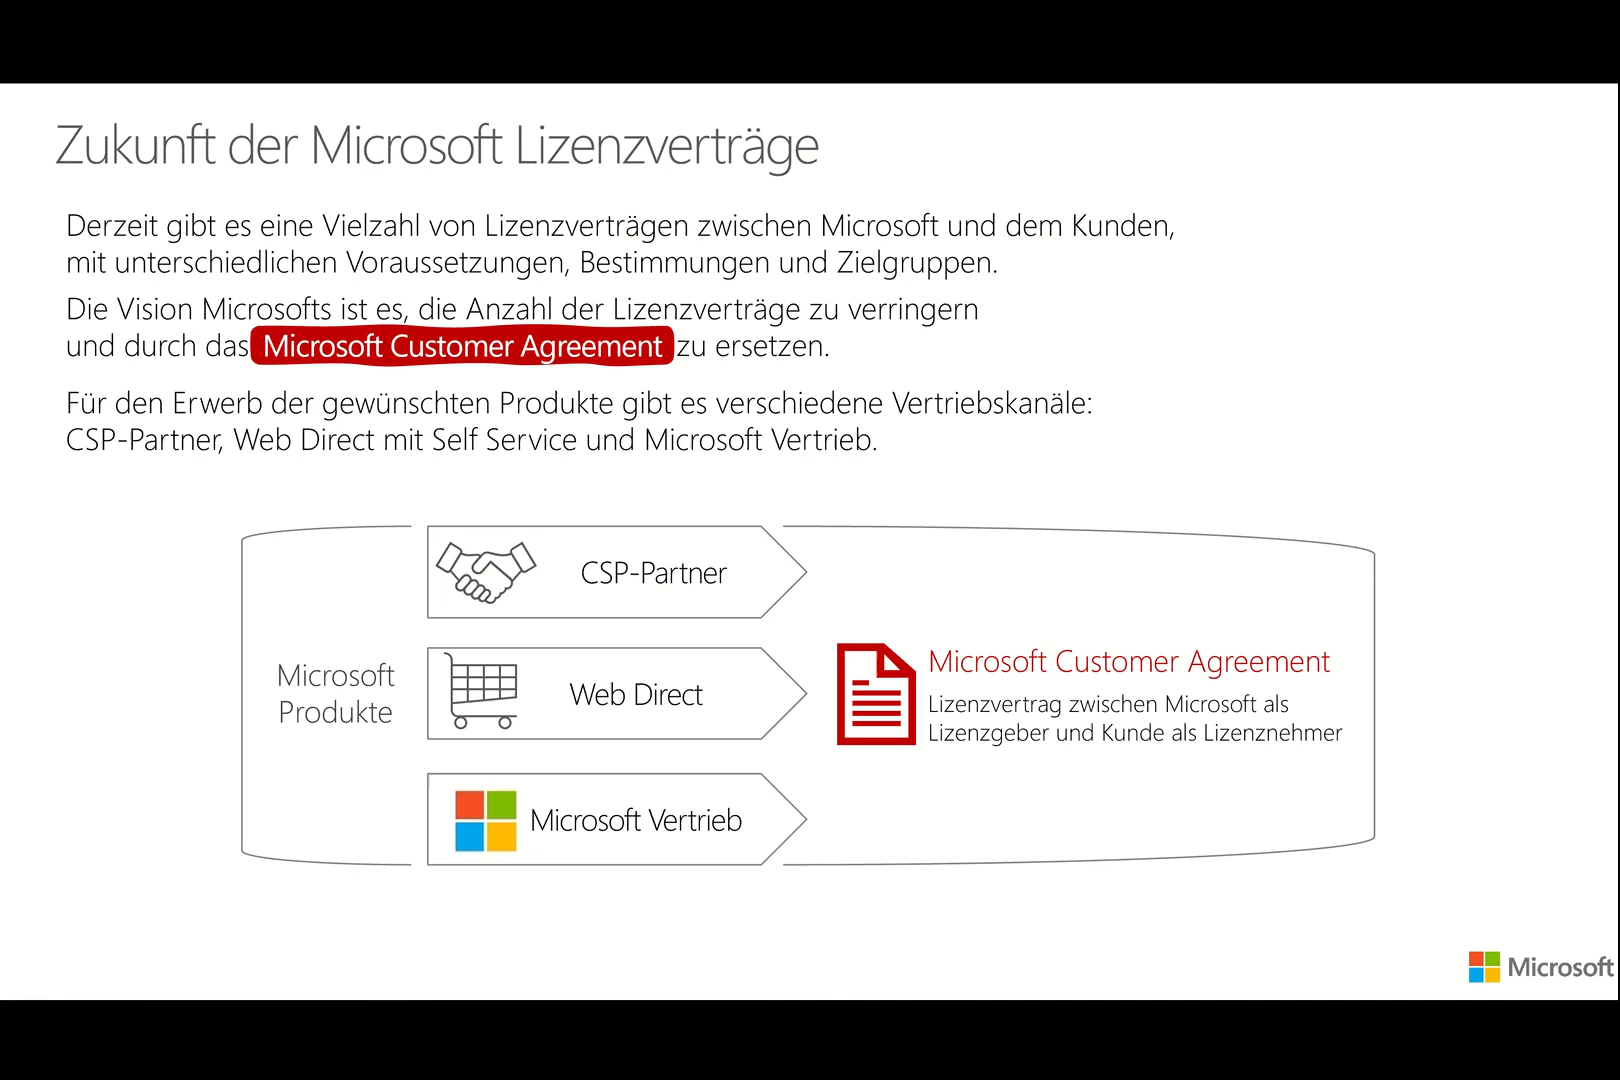 Zukunft der Microsoft Lizenzverträge
Derzeit gibt es eine Vielzahl von Lizenzverträgen zwischen Microsoft und dem Kunden,
mit unterschiedlichen Voraussetzungen, Bestimmungen und Zielgruppen.
Die Vision Microsofts ist es, die Anzahl der Lizenzverträge zu verringern
und durch das Microsoft Customer Agreement zu ersetzen.
Für den Erwerb der gewünschten Produkte gibt es verschiedene Vertriebskanäle:
CSP-Partner, Web Direct mit Self Service und Microsoft Vertrieb.
Microsoft
Produkte
CSP-Partner
Web Direct
Microsoft Vertrieb
Microsoft Customer Agreement
Lizenzvertrag zwischen Microsoft als
Lizenzgeber und Kunde als Lizenznehmer
Microsoft